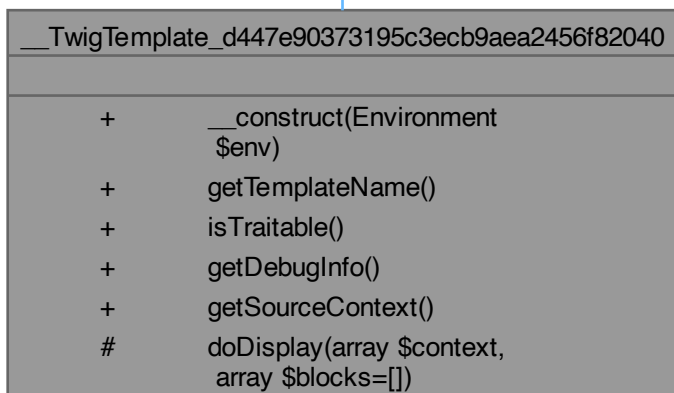 __TwigTemplate_d447e90373195c3ecb9aea2456f82040
+ __construct(Environment
$env)
+ getTemplateName()
+ isTraitable()
+ getDebugInfo()
+ getSourceContext()
# doDisplay(array $context,
array $blocks=[])